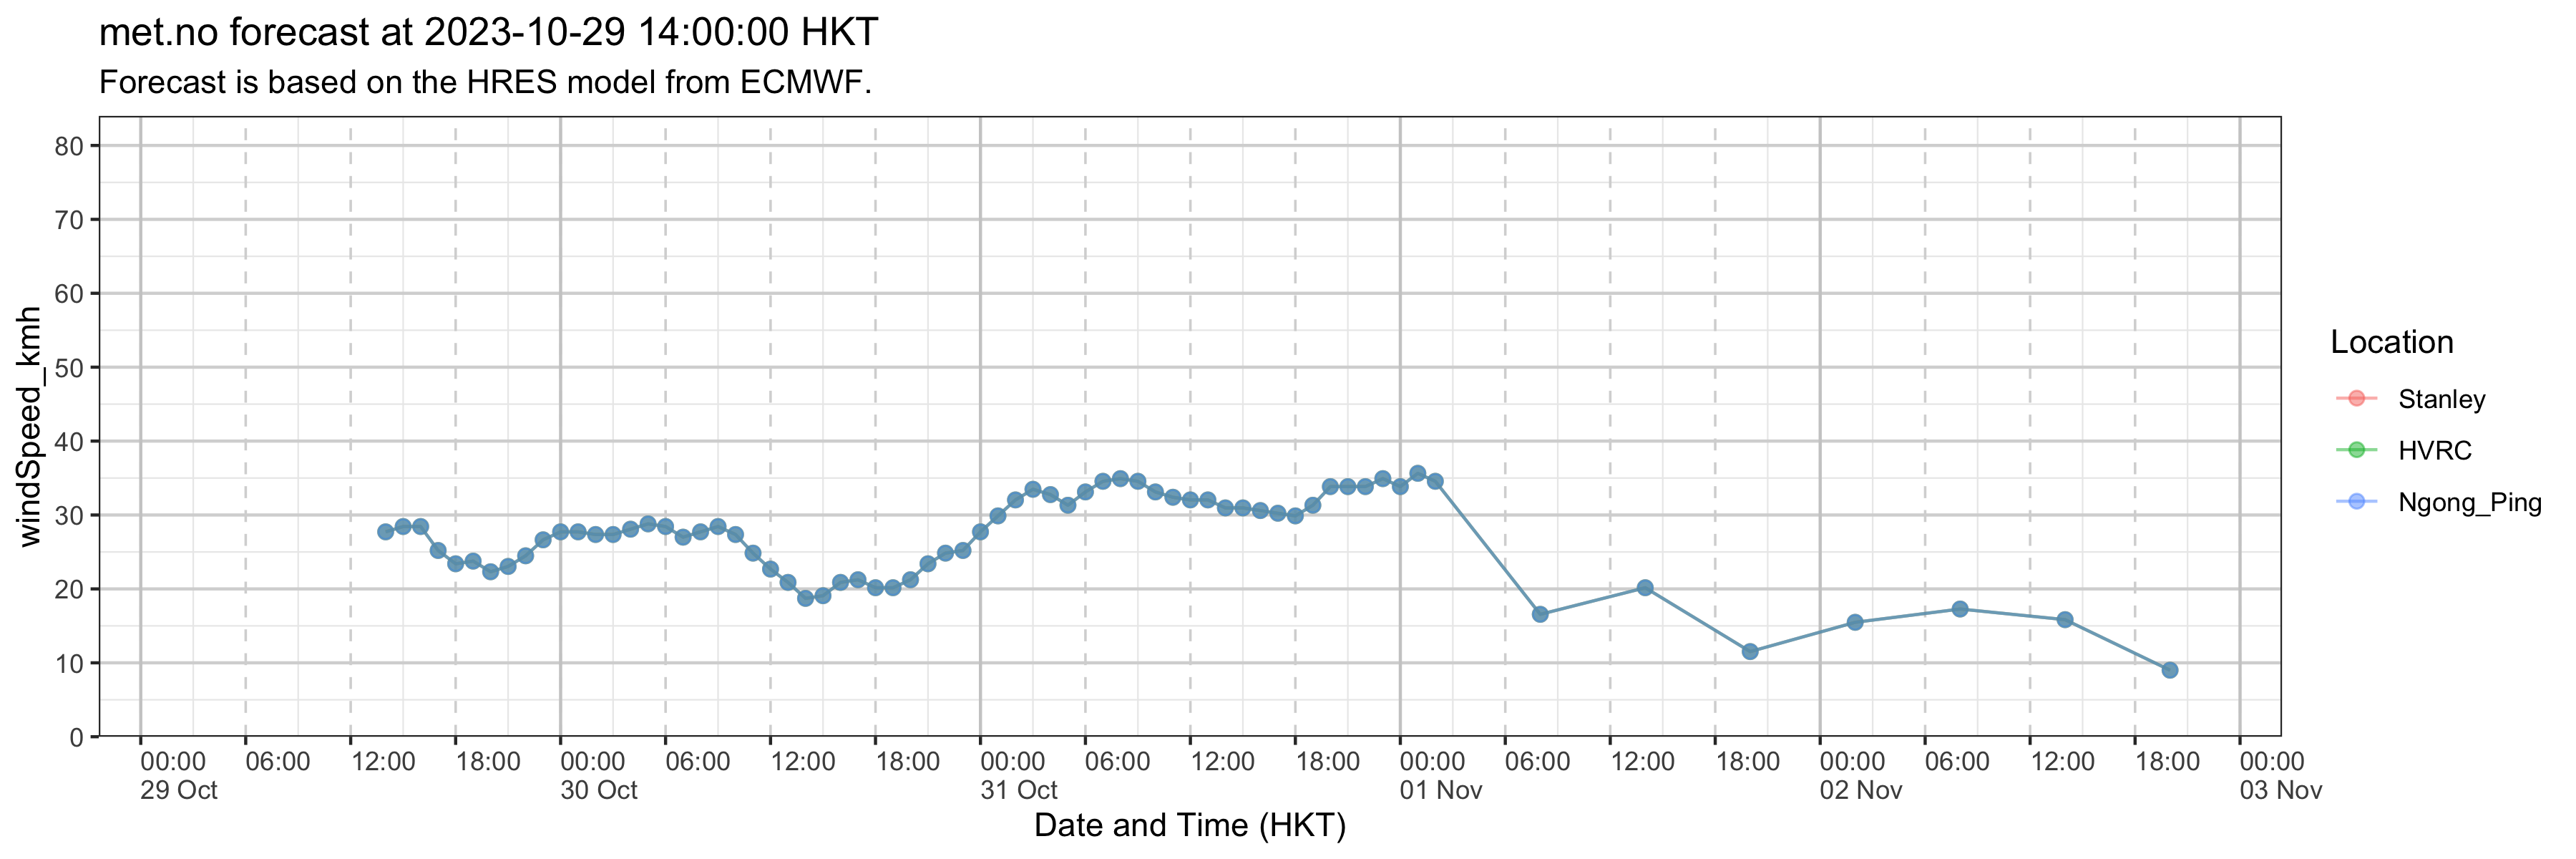 met.no forecast at 2023-10-29 14:00:00 HKT
Forecast is based on the HRES model from ECMWF.
windSpeed_kmh
80
70
60
50
40
30
20
10
0
00:00 06:00 12:00 18:00 00:00 06:00 12:00 18:00 00:00 06:00 12:00 18:00 00:00 06:00 12:00 18:00 00:00 06:00 12:00 18:00 00:00
29 Oct 30 Oct 31 Oct 01 Nov 02 Nov 03 Nov
Date and Time (HKT)
Location
Stanley
HVRC
Ngong_Ping